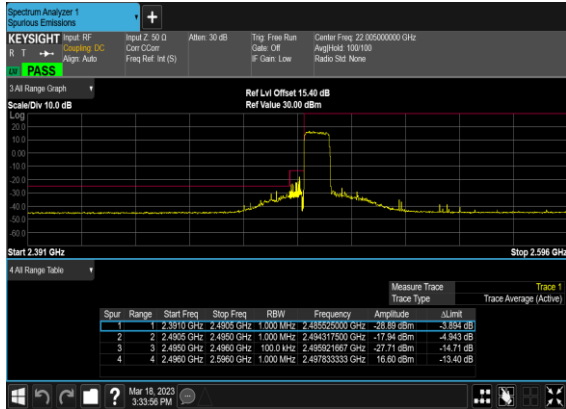 Spectrum Analyzer 1
Spurious Emissions
KEYSIGHT Input: RF Input Z: 50 Ω Atten: 30 dB Trig: Free Run Center Freq: 22.005000000 GHz
R T Coupling: DC Corr CCorr Gate: Off Avg|Hold: 100/100
Align: Auto Freq Ref: Int (S) IF Gain: Low Radio Std: None
PASS
3 All Range Graph
Ref Lvl Offset 15.40 dB
Scale/Div 10.0 dB Ref Value 30.00 dBm
Log
20.0
10.0
0.00
-10.0
-20.0
-30.0
-40.0
-50.0
-60.0
Start 2.391 GHz Stop 2.596 GHz
4 All Range Table
Measure Trace Trace 1
Trace Type Trace Average (Active)
Spur Range Start Freq Stop Freq RBW Frequency Amplitude ΔLimit
1 1 2.3910 GHz 2.4905 GHz 1.000 MHz 2.485525000 GHz -28.89 dBm -3.894 dB
2 2 2.4905 GHz 2.4950 GHz 1.000 MHz 2.494317500 GHz -17.94 dBm -4.943 dB
3 3 2.4950 GHz 2.4960 GHz 100.0 kHz 2.495921667 GHz -27.71 dBm -14.71 dB
4 4 2.4960 GHz 2.5960 GHz 1.000 MHz 2.497833333 GHz 16.60 dBm -13.40 dB
? Mar 18, 2023
3:33:56 PM